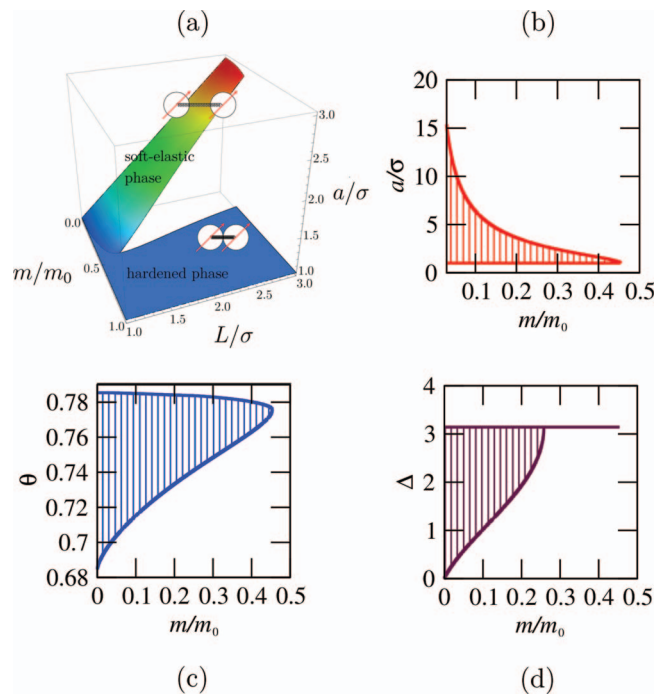 (a)
soft-elastic
phase
hardened phase
0.0
0.5
1.0
m/m₀
1.0
1.5
2.0
2.5
3.0
L/σ
3.0
2.5
2.0
1.5
1.0
a/σ
(b)
20
15
10
5
0
a/σ
0.1 0.2 0.3 0.4 0.5
m/m₀
0.78
0.76
0.74
0.72
0.7
0.68
θ
0 0.1 0.2 0.3 0.4 0.5
m/m₀
(c)
4
3
2
1
0
Δ
0 0.1 0.2 0.3 0.4 0.5
m/m₀
(d)